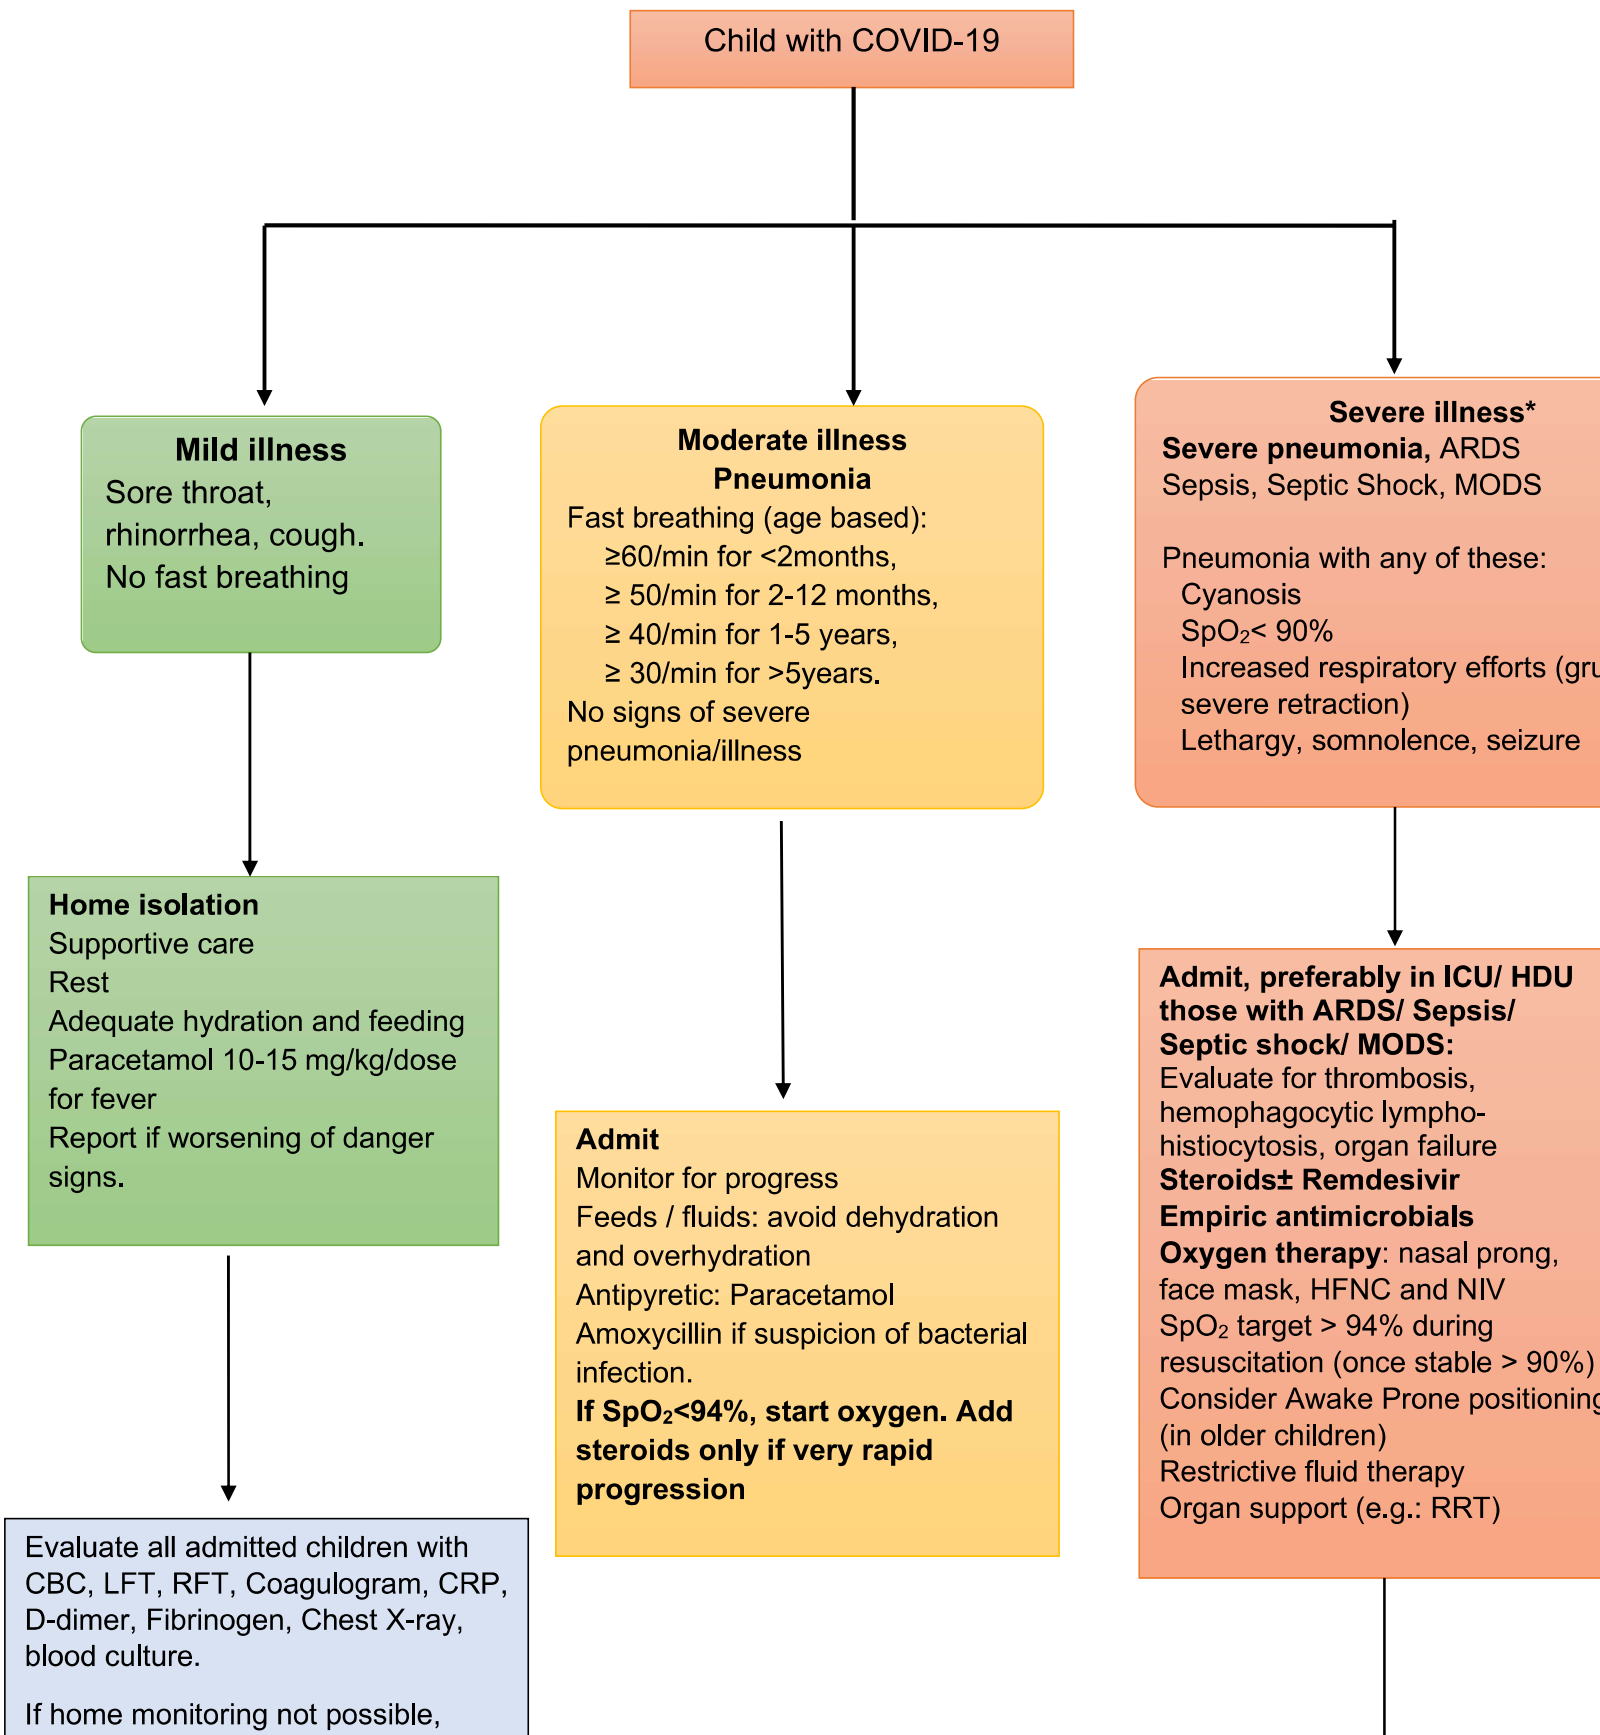 Child with COVID-19
Mild illness
Sore throat,
rhinorrhea, cough.
No fast breathing
Moderate illness
Pneumonia
Fast breathing (age based):
≥60/min for <2months,
≥ 50/min for 2-12 months,
≥ 40/min for 1-5 years,
≥ 30/min for >5years.
No signs of severe
pneumonia/illness
Severe illness*
Severe pneumonia, ARDS
Sepsis, Septic Shock, MODS
Pneumonia with any of these:
Cyanosis
SpO₂< 90%
Increased respiratory efforts
severe retraction)
Lethargy, somnolence, seizure
Home isolation
Supportive care
Rest
Adequate hydration and feeding
Paracetamol 10-15 mg/kg/dose
for fever
Report if worsening of danger
signs.
Admit
Monitor for progress
Feeds / fluids: avoid dehydration
and overhydration
Antipyretic: Paracetamol
Amoxycillin if suspicion of bacterial
infection.
If SpO₂<94%, start oxygen. Add
steroids only if very rapid
progression
Admit, preferably in ICU/ HDU
those with ARDS/ Sepsis/
Septic shock/ MODS:
Evaluate for thrombosis,
hemophagocytic lympho-
histiocytosis, organ failure
Steroids± Remdesivir
Empiric antimicrobials
Oxygen therapy: nasal prong,
face mask, HFNC and NIV
SpO₂ target > 94% during
resuscitation (once stable > 90%)
Consider Awake Prone positioning
(in older children)
Restrictive fluid therapy
Organ support (e.g.: RRT)
Evaluate all admitted children with
CBC, LFT, RFT, Coagulogram, CRP,
D-dimer, Fibrinogen, Chest X-ray,
blood culture.
If home monitoring not possible,